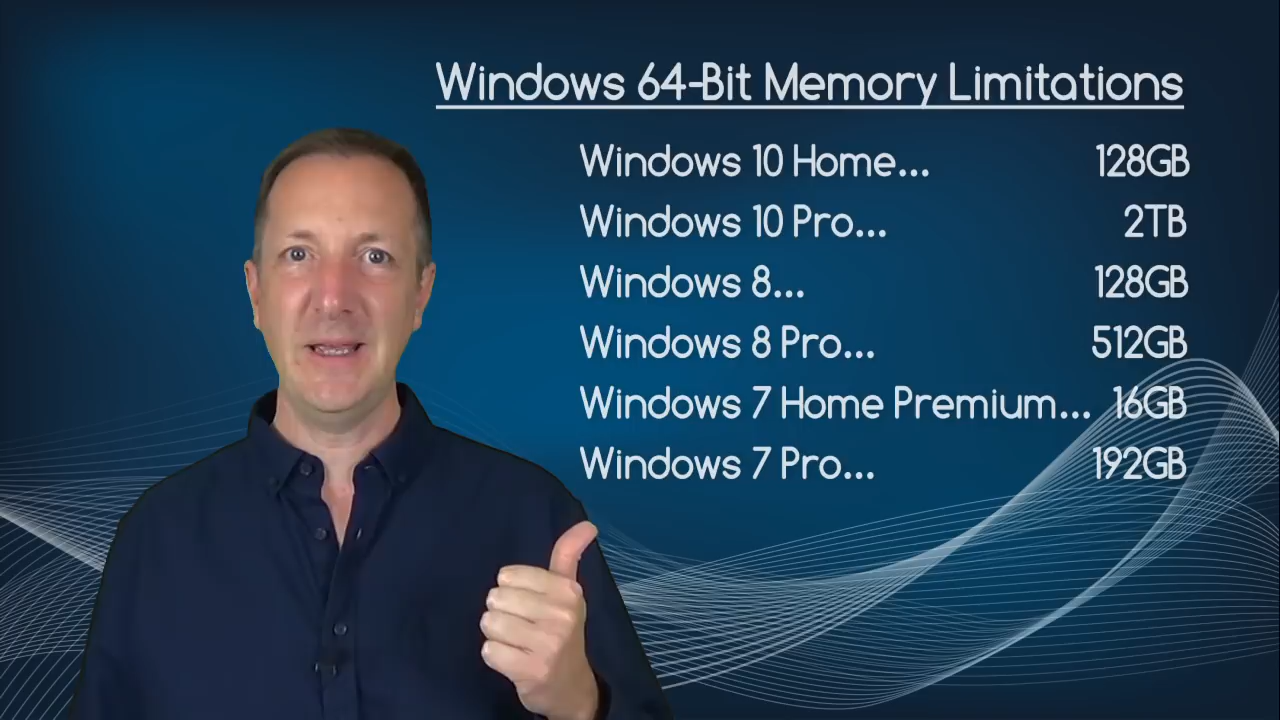 Windows 64-Bit Memory Limitations
Windows 10 Home... 128GB
Windows 10 Pro... 2TB
Windows 8... 128GB
Windows 8 Pro... 512GB
Windows 7 Home Premium... 16GB
Windows 7 Pro... 192GB